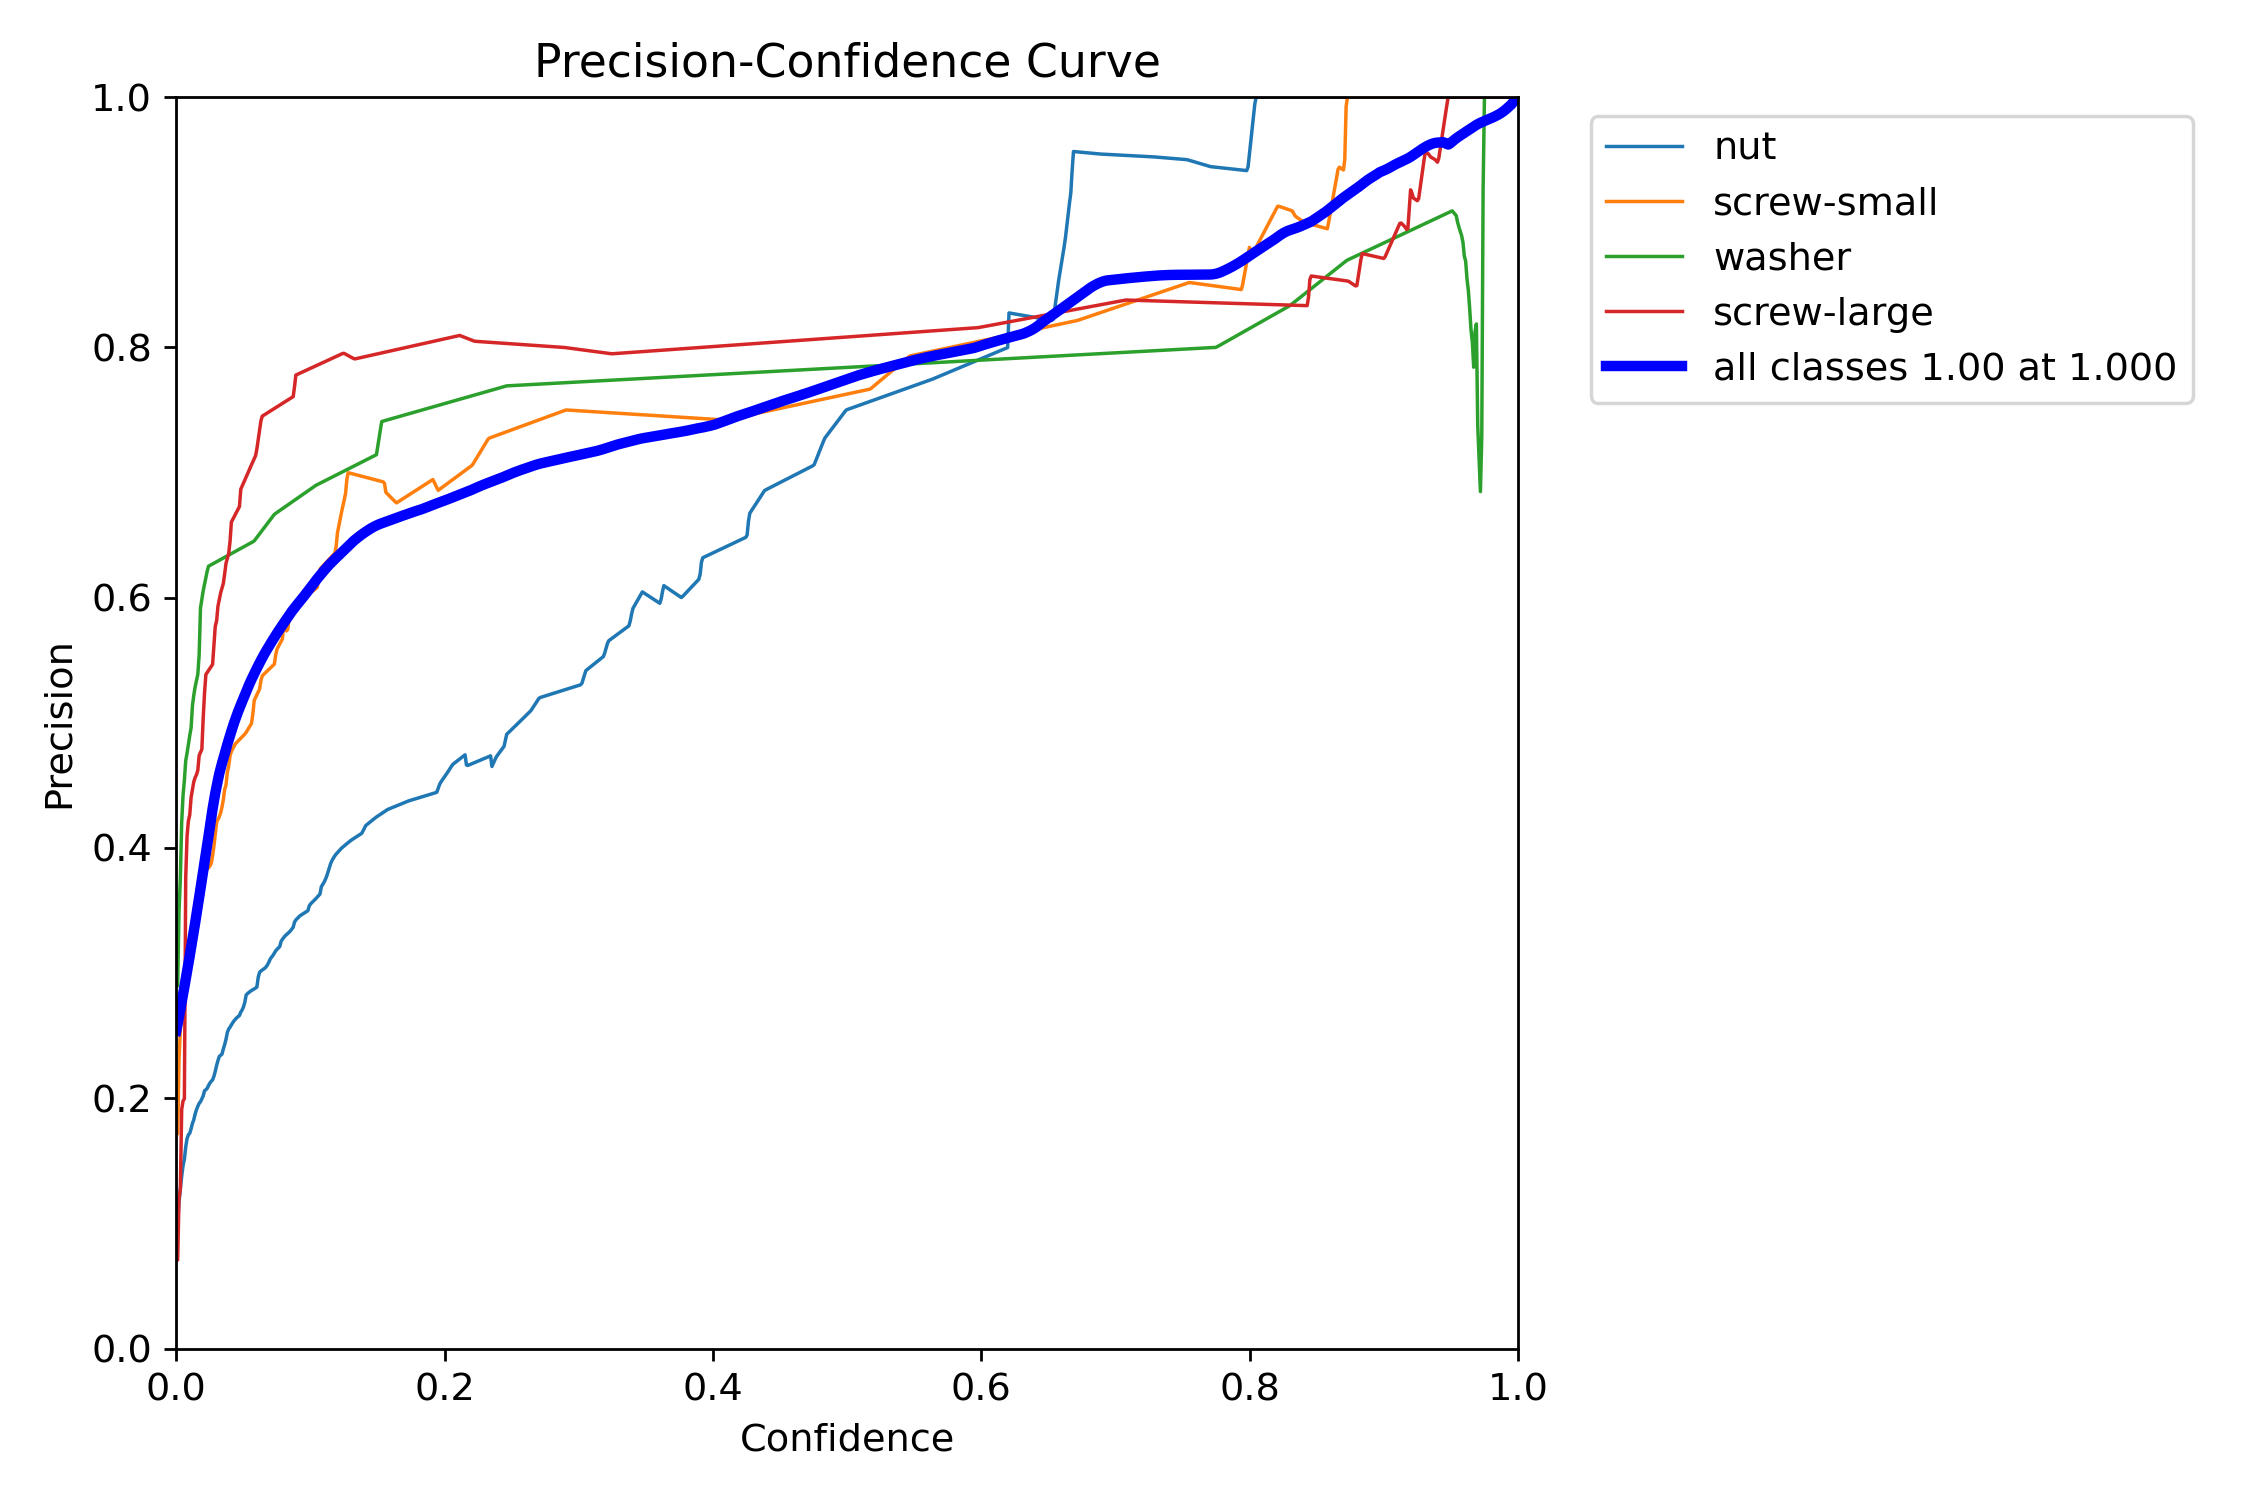 Precision-Confidence Curve
1.0
0.8
0.6
0.4
0.2
0.0
Precision
0.0 0.2 0.4 0.6 0.8 1.0
Confidence
nut
screw-small
washer
screw-large
all classes 1.00 at 1.000